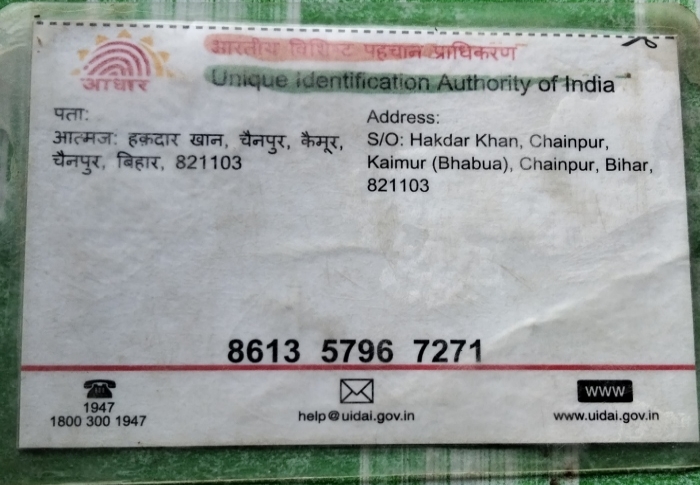 भारतीय विशिष्ट पहचान प्राधिकरण
आधार
Unique Identification Authority of India
पता:
आत्मज: हक़दार खान, चैनपुर, कैमूर,
चैनपुर, बिहार, 821103
Address:
S/O: Hakdar Khan, Chainpur,
Kaimur (Bhabua), Chainpur, Bihar,
821103
8613 5796 7271
1947
1800 300 1947
help@uidai.gov.in
www
www.uidai.gov.in